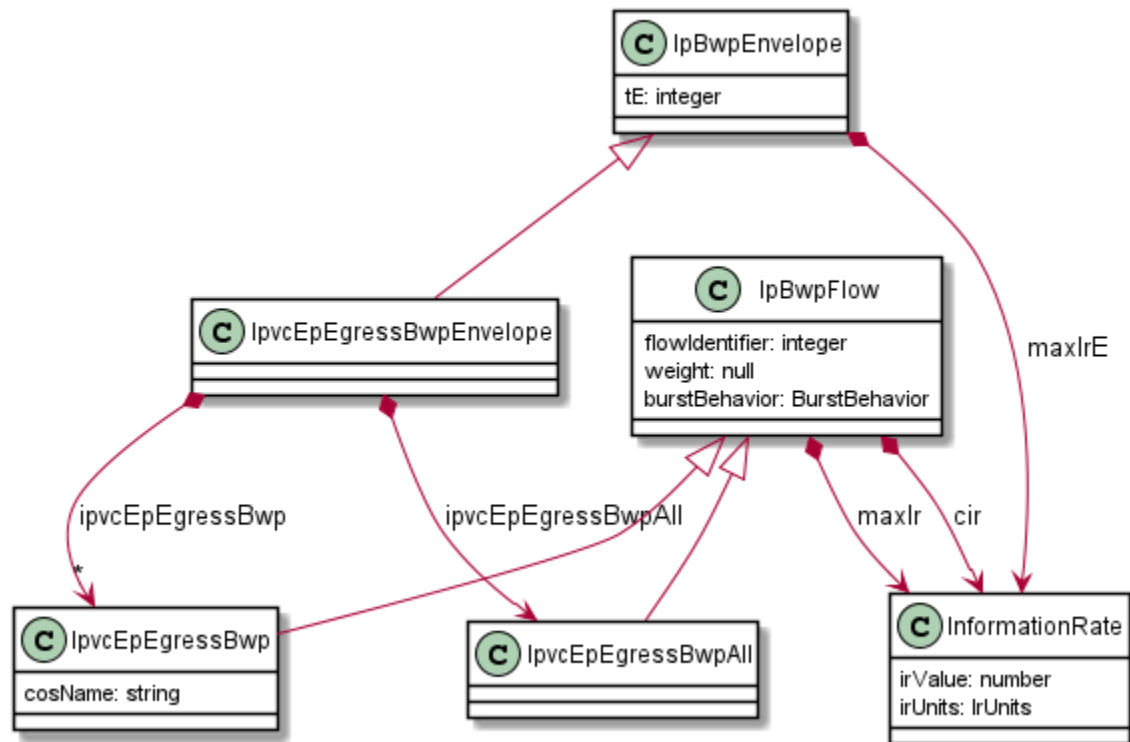 C IpBwpEnvelope
tE: integer
C IpBwpFlow
flowIdentifier: integer
weight: null
burstBehavior: BurstBehavior
C IpvcEpEgressBwpEnvelope
maxIrE
ipvcEpEgressBwp
ipvcEpEgressBwpAll
maxIr
cir
*
C IpvcEpEgressBwp
cosName: string
C IpvcEpEgressBwpAll
C InformationRate
irValue: number
irUnits: IrUnits